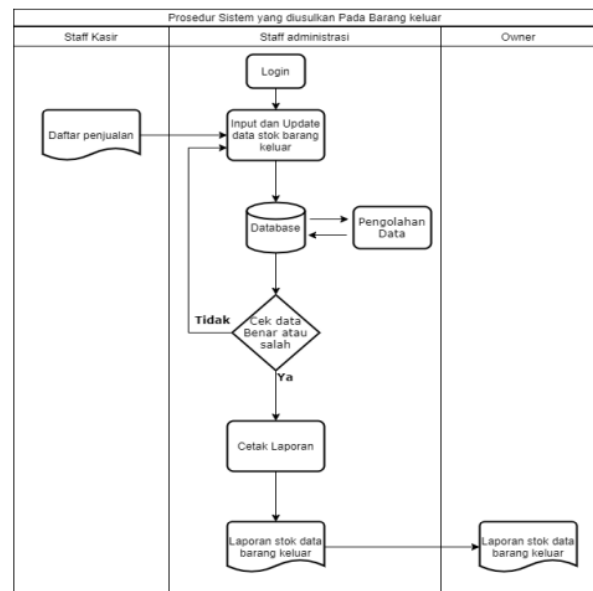 Prosedur Sistem yang diusulkan Pada Barang keluar
Staff Kasir
Staff administrasi
Owner
Login
Daftar penjualan
Input dan Update
data stok barang
keluar
Database
Pengolahan
Data
Tidak
Cek data
Benar atau
salah
Ya
Cetak Laporan
Laporan stok data
barang keluar
Laporan stok data
barang keluar